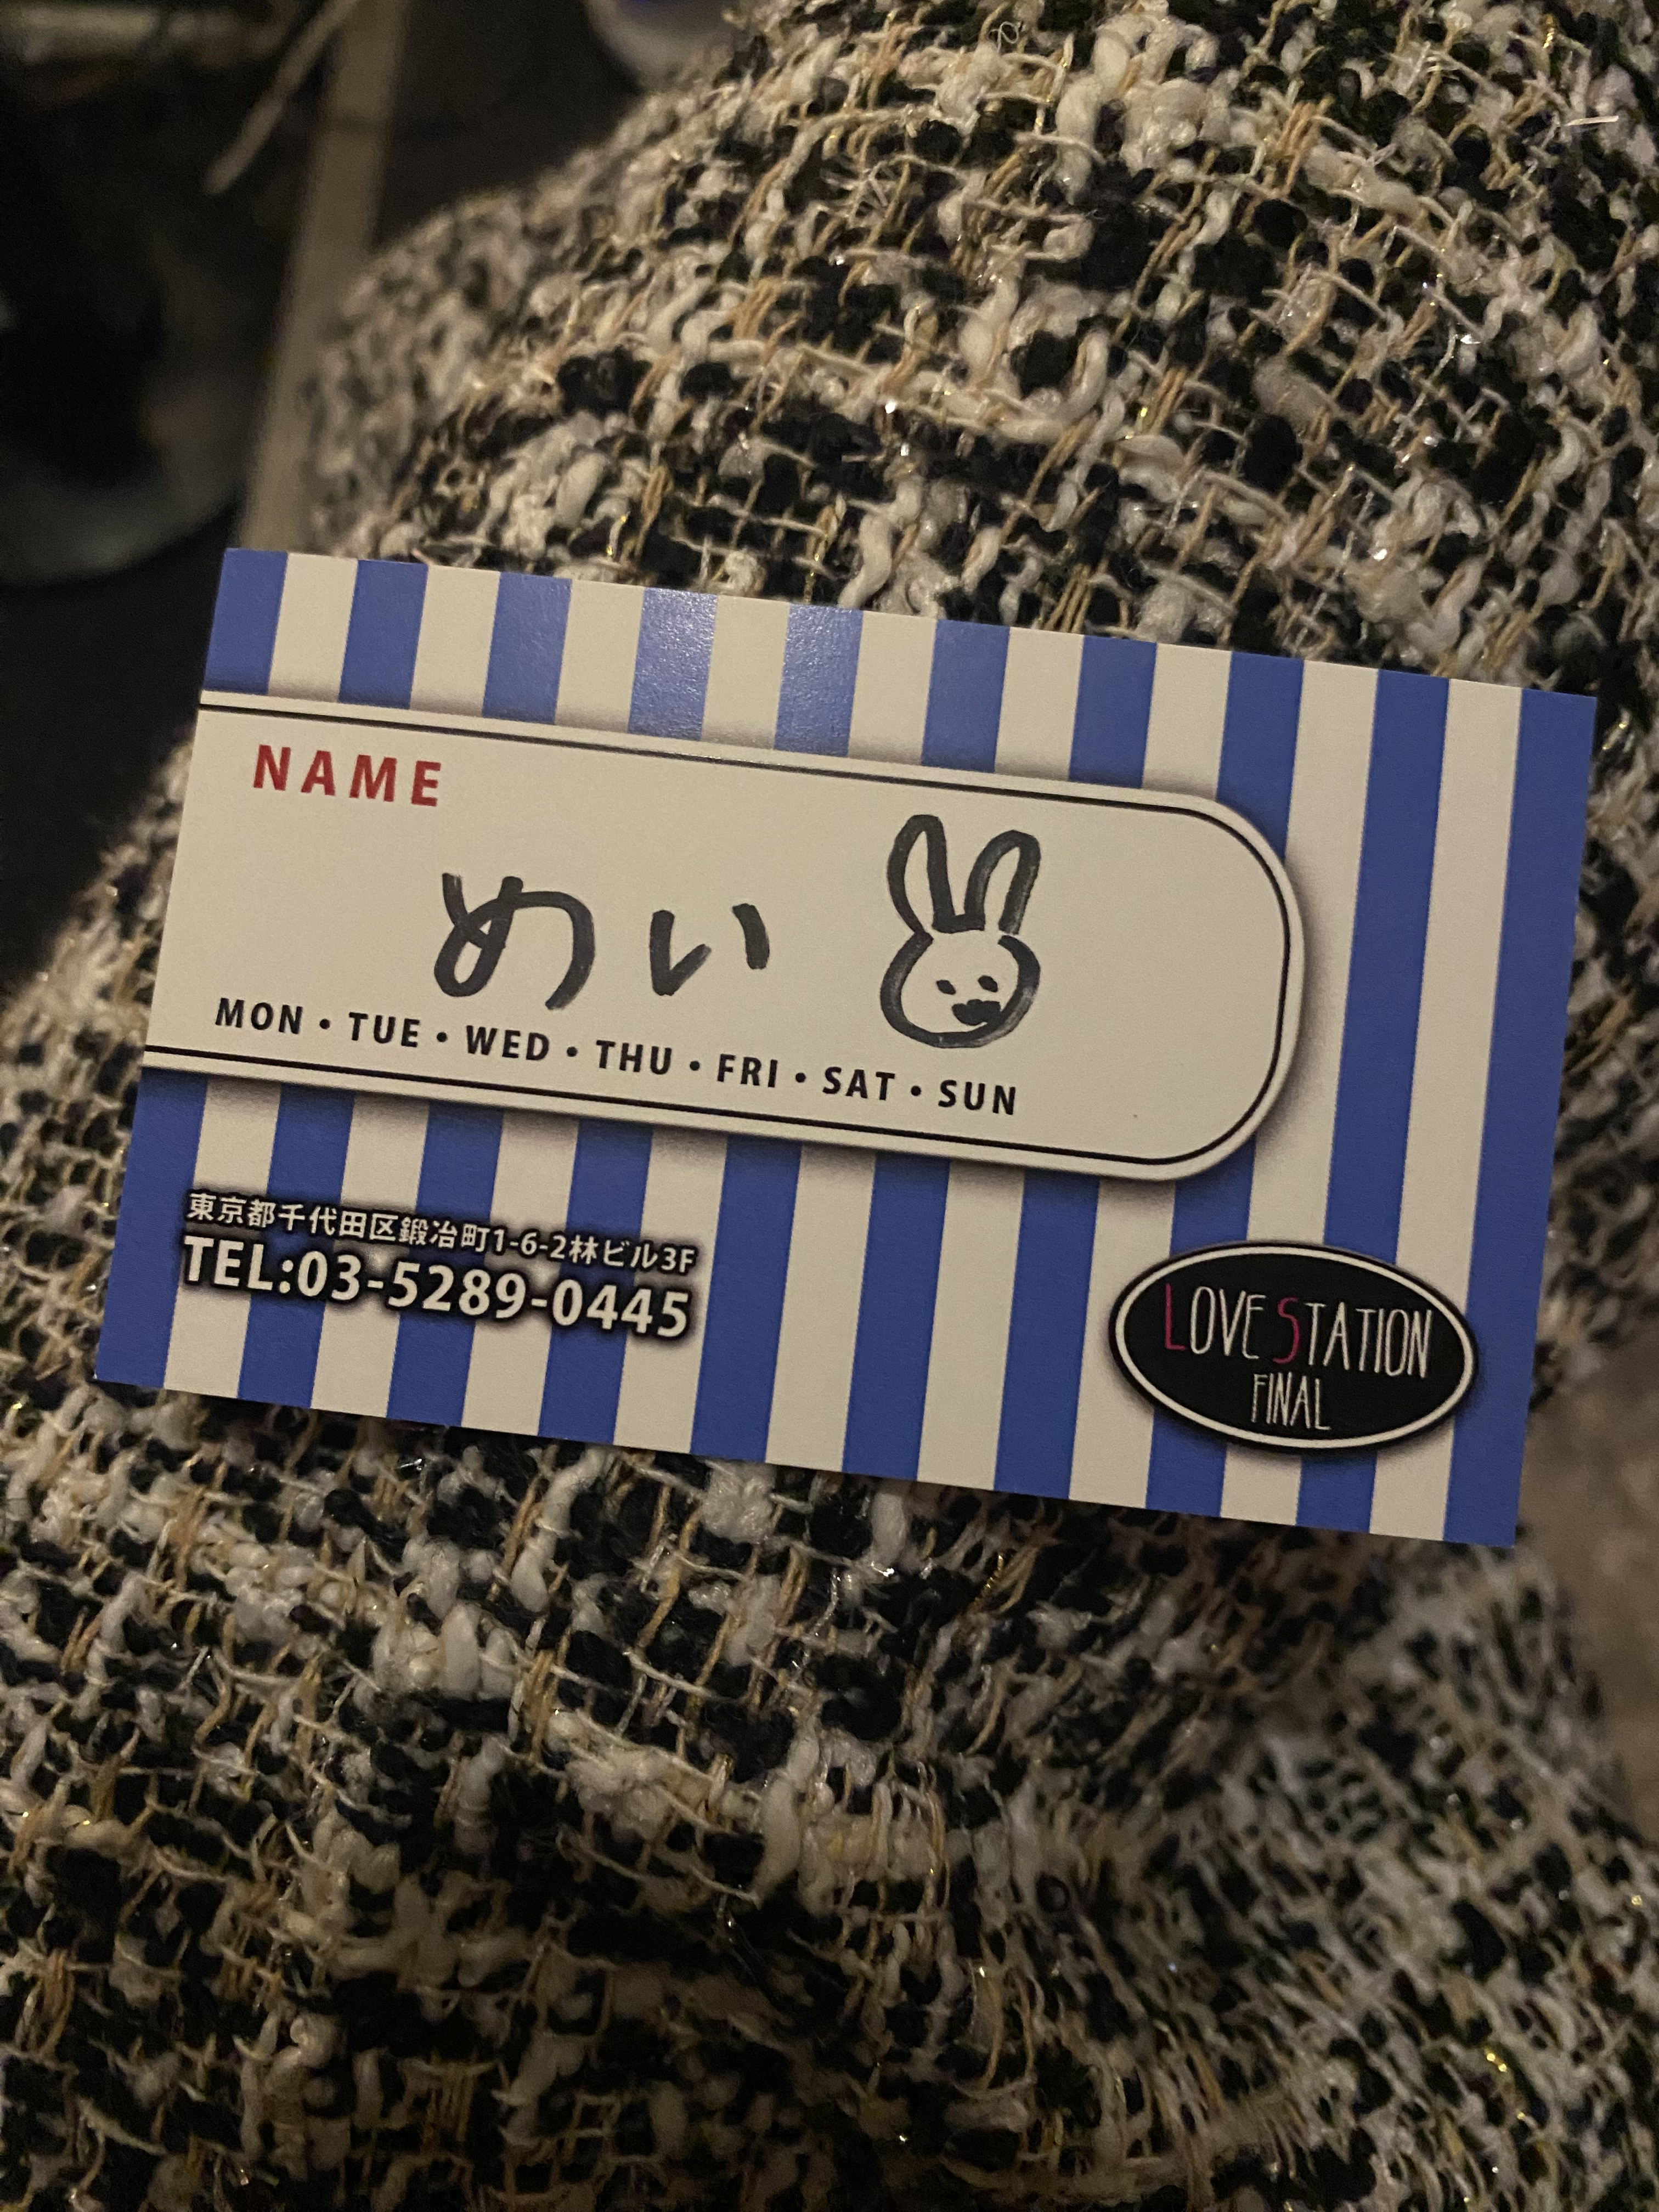 NAME
めい
MON・TUE・WED・THU・FRI・SAT・SUN
東京都千代田区鍛冶町1-6-2林ビル3F
TEL:03-5289-0445
LOVE STATION
FINAL